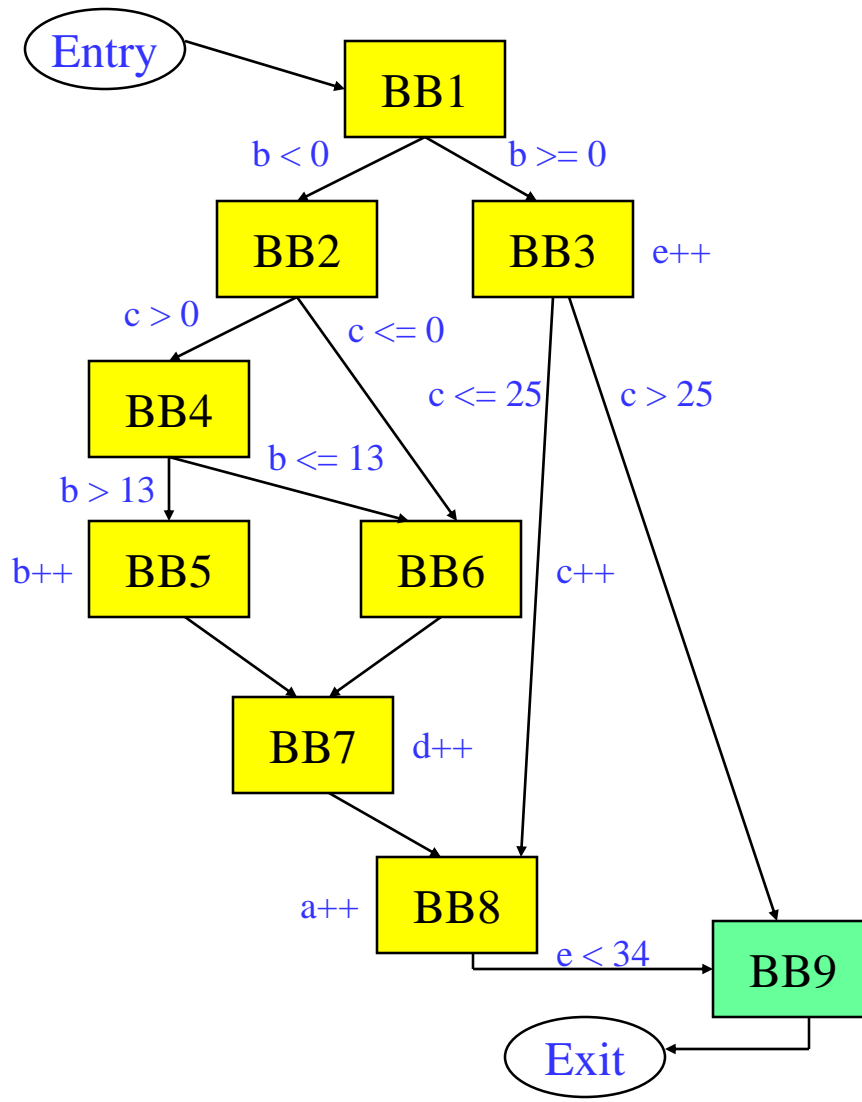 Entry
BB1
b < 0
b >= 0
BB2
BB3
e++
c > 0
c <= 0
c <= 25
c > 25
BB4
b <= 13
b > 13
b++
BB5
BB6
c++
BB7
d++
a++
BB8
e < 34
BB9
Exit